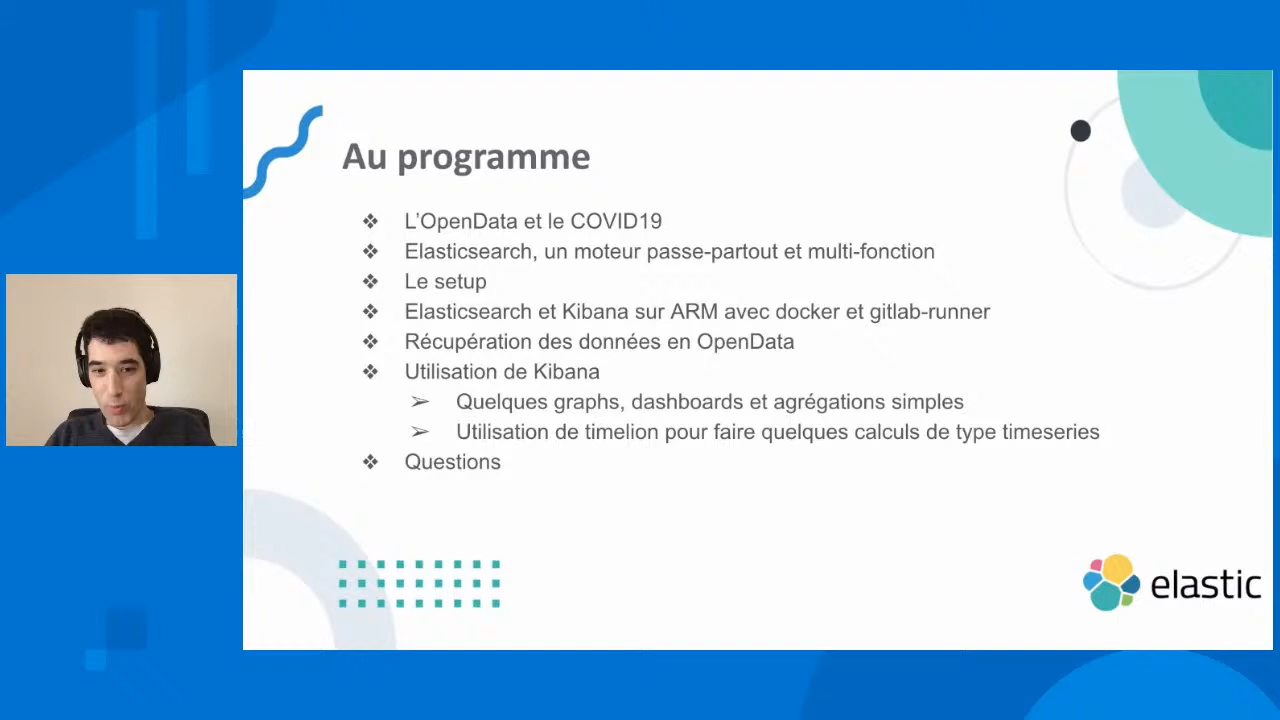 Au programme
❖ L'OpenData et le COVID19
❖ Elasticsearch, un moteur passe-partout et multi-fonction
❖ Le setup
❖ Elasticsearch et Kibana sur ARM avec docker et gitlab-runner
❖ Récupération des données en OpenData
❖ Utilisation de Kibana
➢ Quelques graphs, dashboards et agrégations simples
➢ Utilisation de timelion pour faire quelques calculs de type timeseries
❖ Questions
elastic